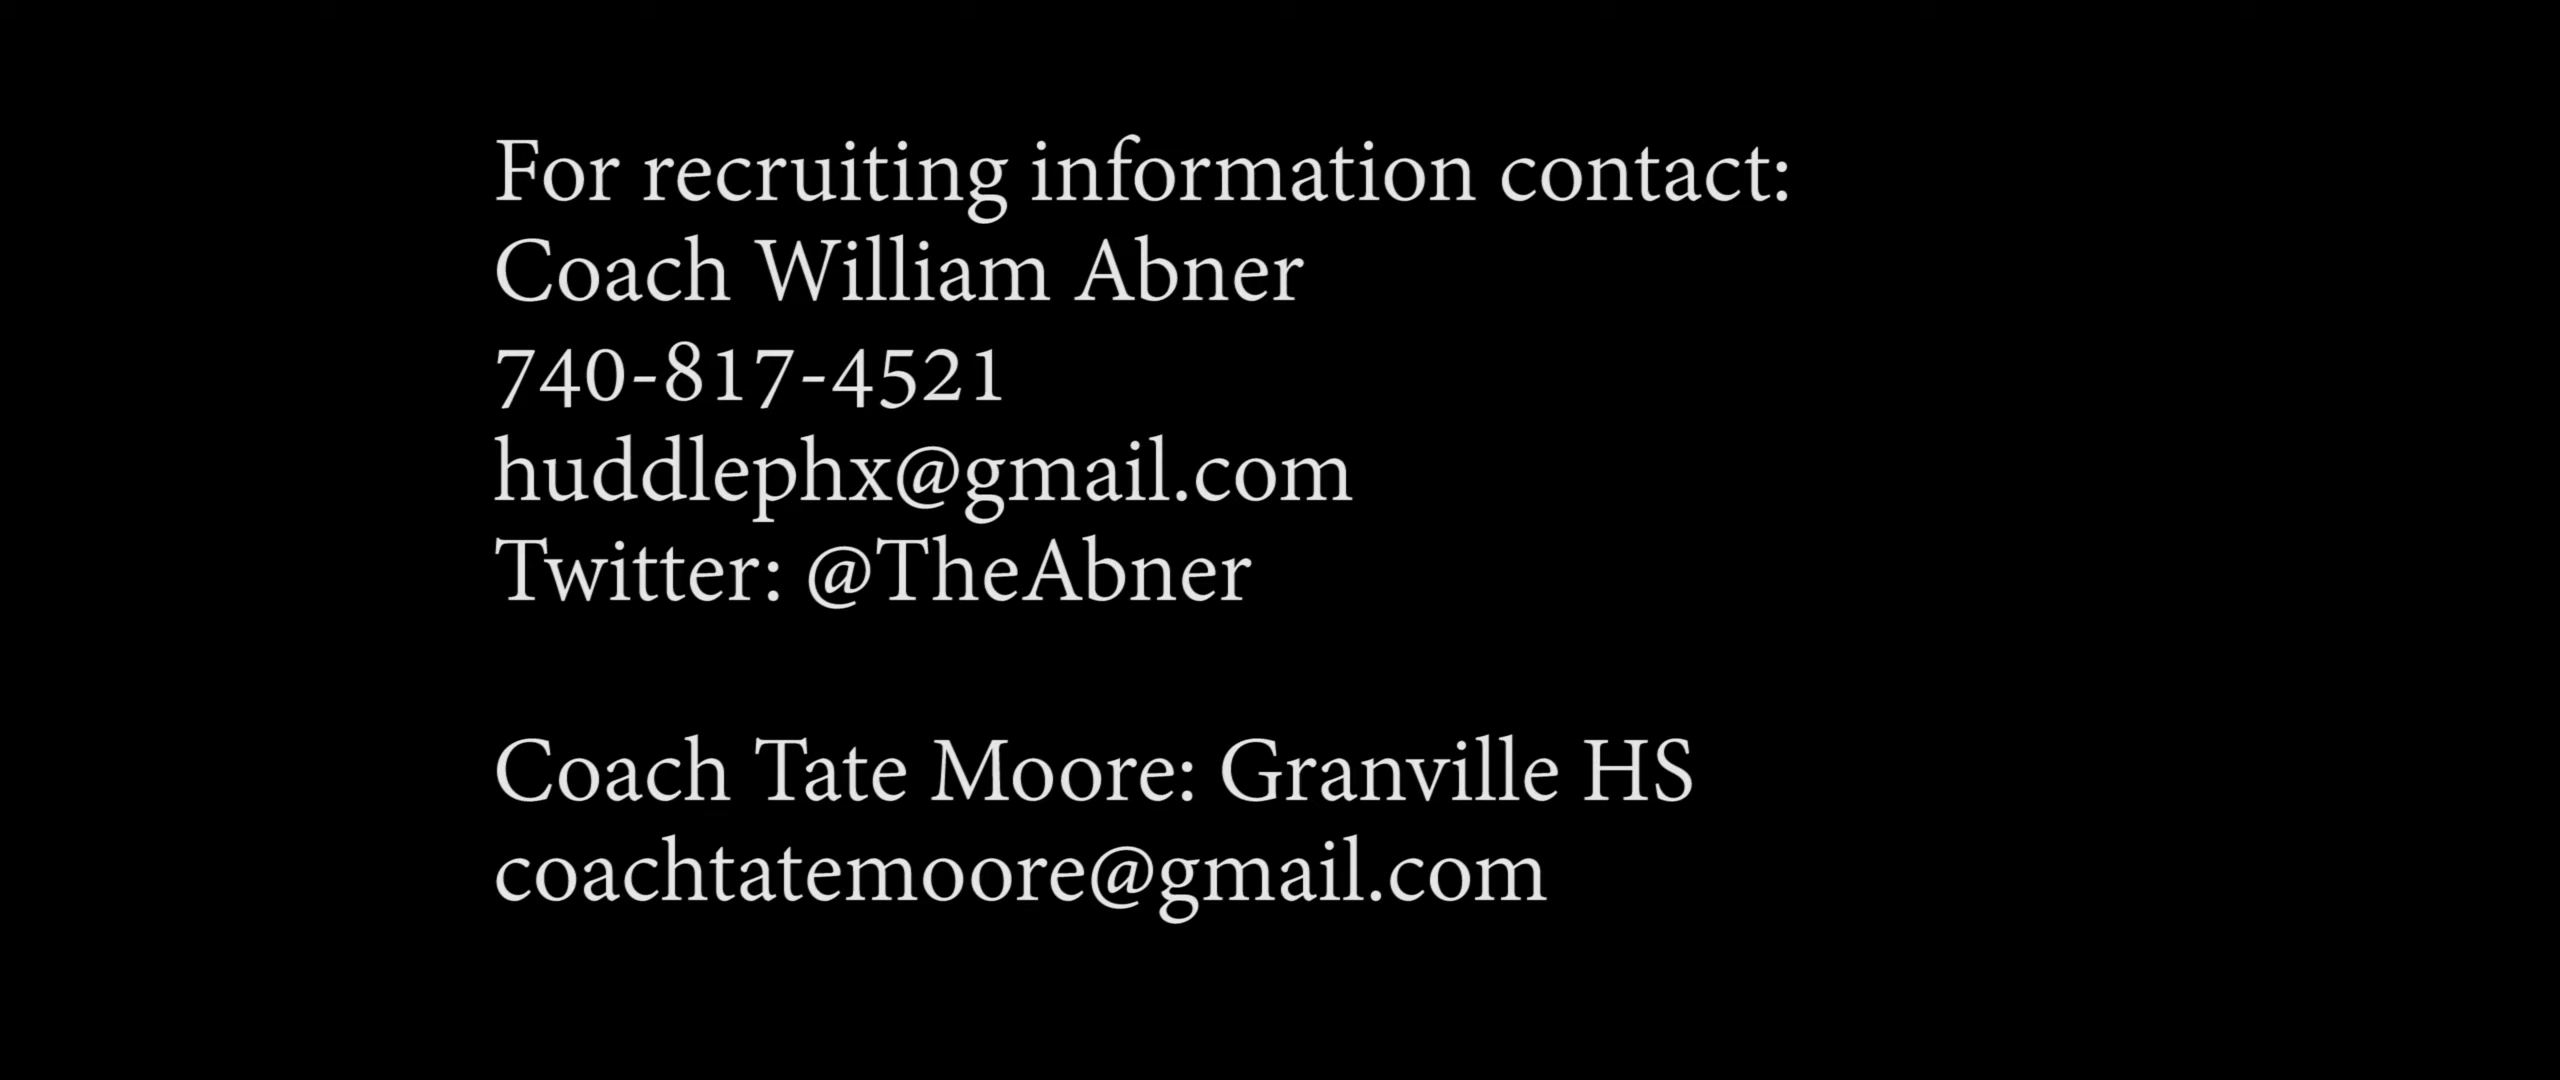 For recruiting information contact:
Coach William Abner
740-817-4521
huddlephx@gmail.com
Twitter: @TheAbner
Coach Tate Moore: Granville HS
coachtatemoore@gmail.com